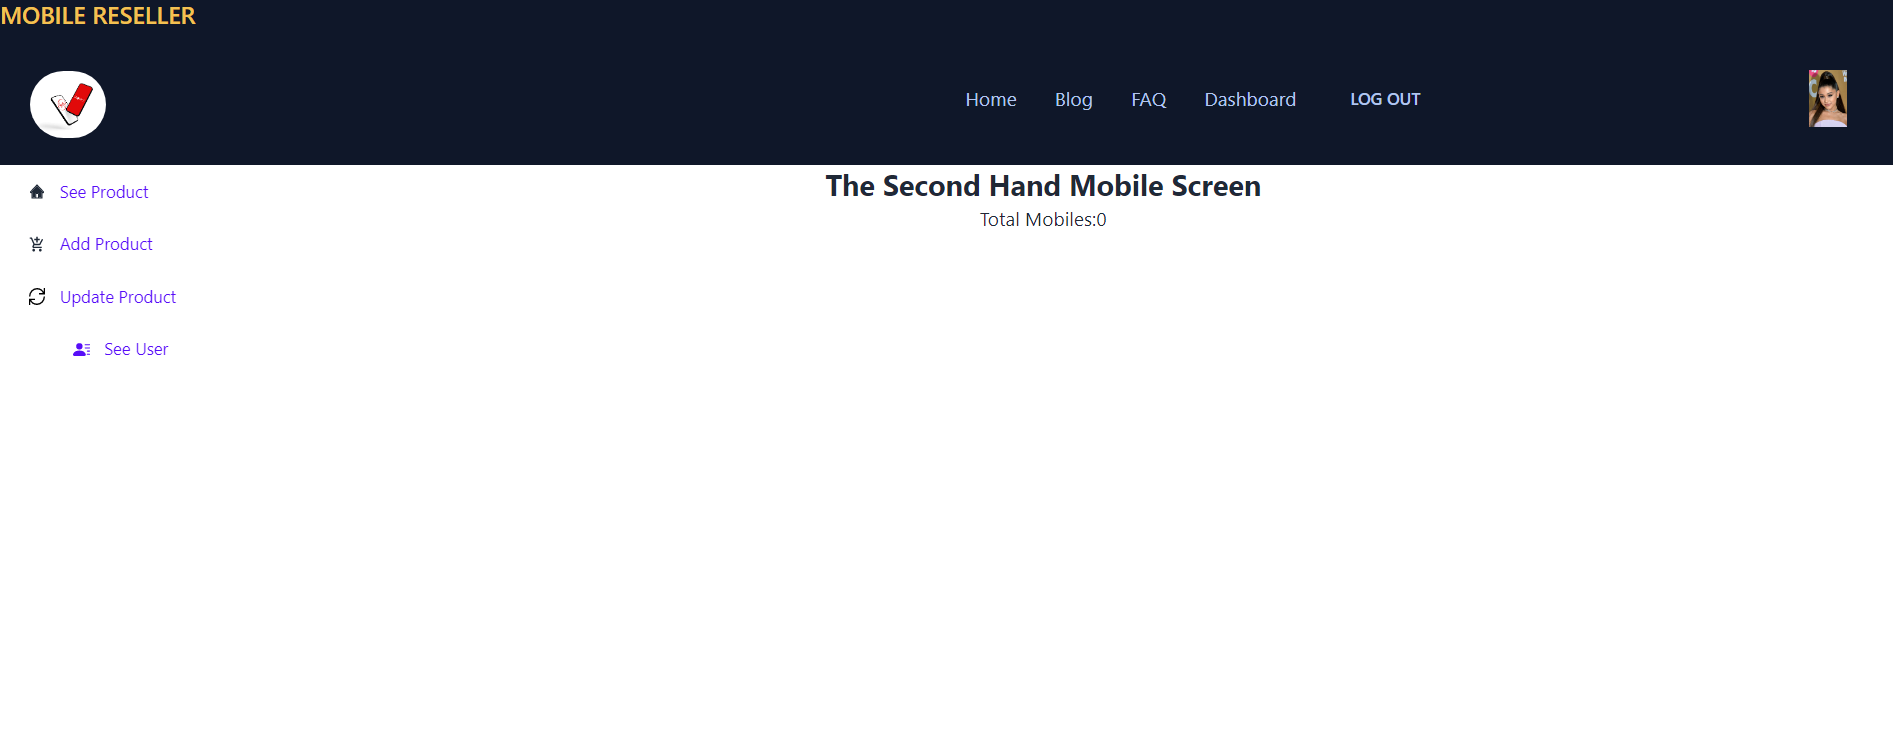 MOBILE RESELLER
Home Blog FAQ Dashboard LOG OUT
See Product
Add Product
Update Product
See User
The Second Hand Mobile Screen
Total Mobiles:0